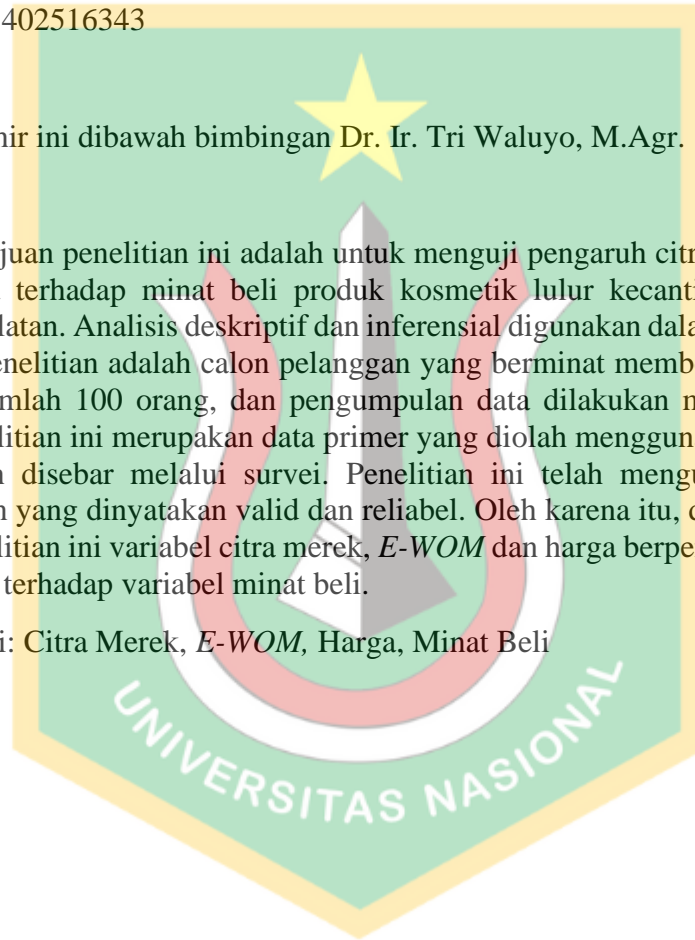 402516343
ir ini dibawah bimbingan Dr. Ir. Tri Waluyo, M.Agr.
juan penelitian ini adalah untuk menguji pengaruh citr
terhadap minat beli produk kosmetik lulur kecanti
latan. Analisis deskriptif dan inferensial digunakan dala
enelitian adalah calon pelanggan yang berminat memb
mlah 100 orang, dan pengumpulan data dilakukan m
litian ini merupakan data primer yang diolah menggun
disebar melalui survei. Penelitian ini telah mengu
yang dinyatakan valid dan reliabel. Oleh karena itu, d
litian ini variabel citra merek, E-WOM dan harga berpe
terhadap variabel minat beli.
i: Citra Merek, E-WOM, Harga, Minat Beli
UNIVERSITAS NASIONAL